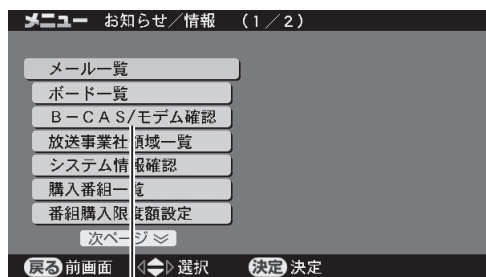 メニュー お知らせ／情報 （1／2）
メール一覧
ボード一覧
B－CAS/モデム確認
放送事業社領域一覧
システム情報確認
購入番組一覧
番組購入限度額設定
次ページ
戻る 前画面 選択 決定 決定